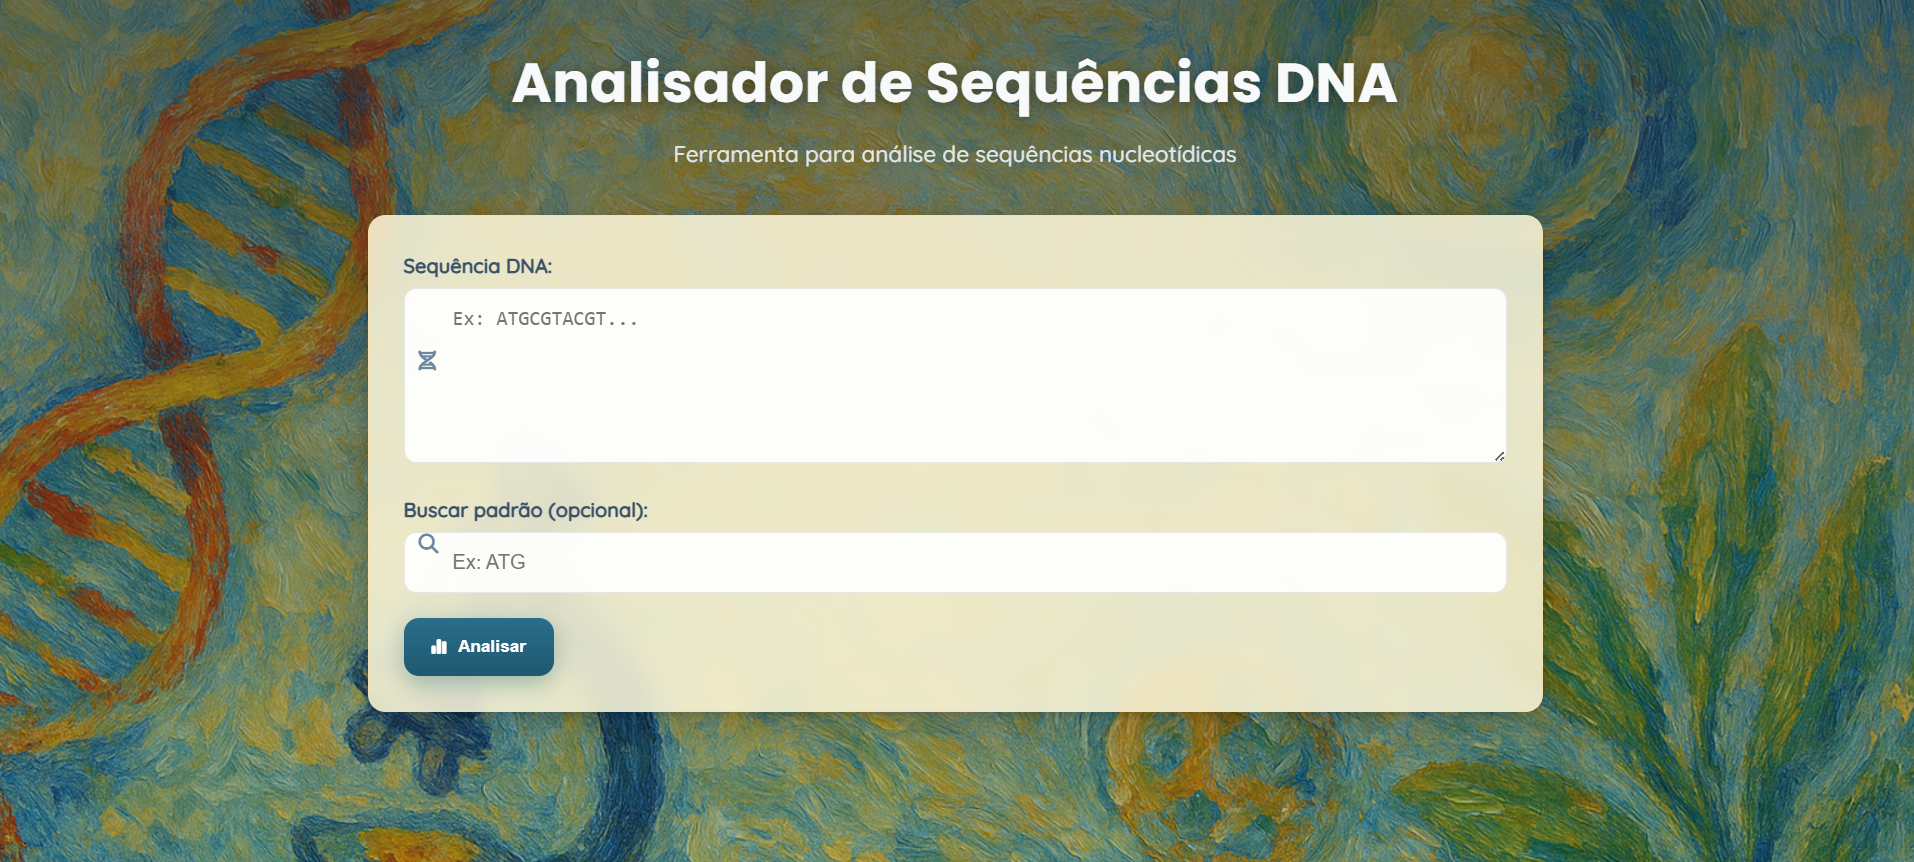 Analisador de Sequências DNA
Ferramenta para análise de sequências nucleotídicas
Sequência DNA:
Ex: ATGCGTACGT...
Buscar padrão (opcional):
Ex: ATG
Analisar